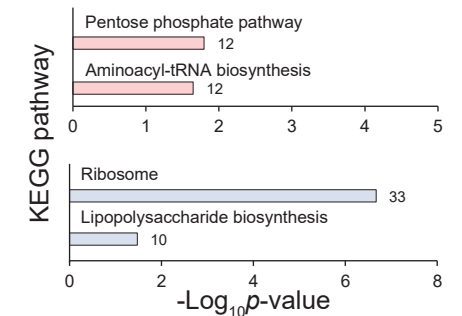 KEGG pathway
Pentose phosphate pathway
12
Aminoacyl-tRNA biosynthesis
12
0 1 2 3 4 5
Ribosome
33
Lipopolysaccharide biosynthesis
10
0 2 4 6 8
-Log₁₀p-value